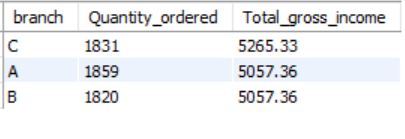 branch Quantity_ordered Total_gross_income
C 1831 5265.33
A 1859 5057.36
B 1820 5057.36